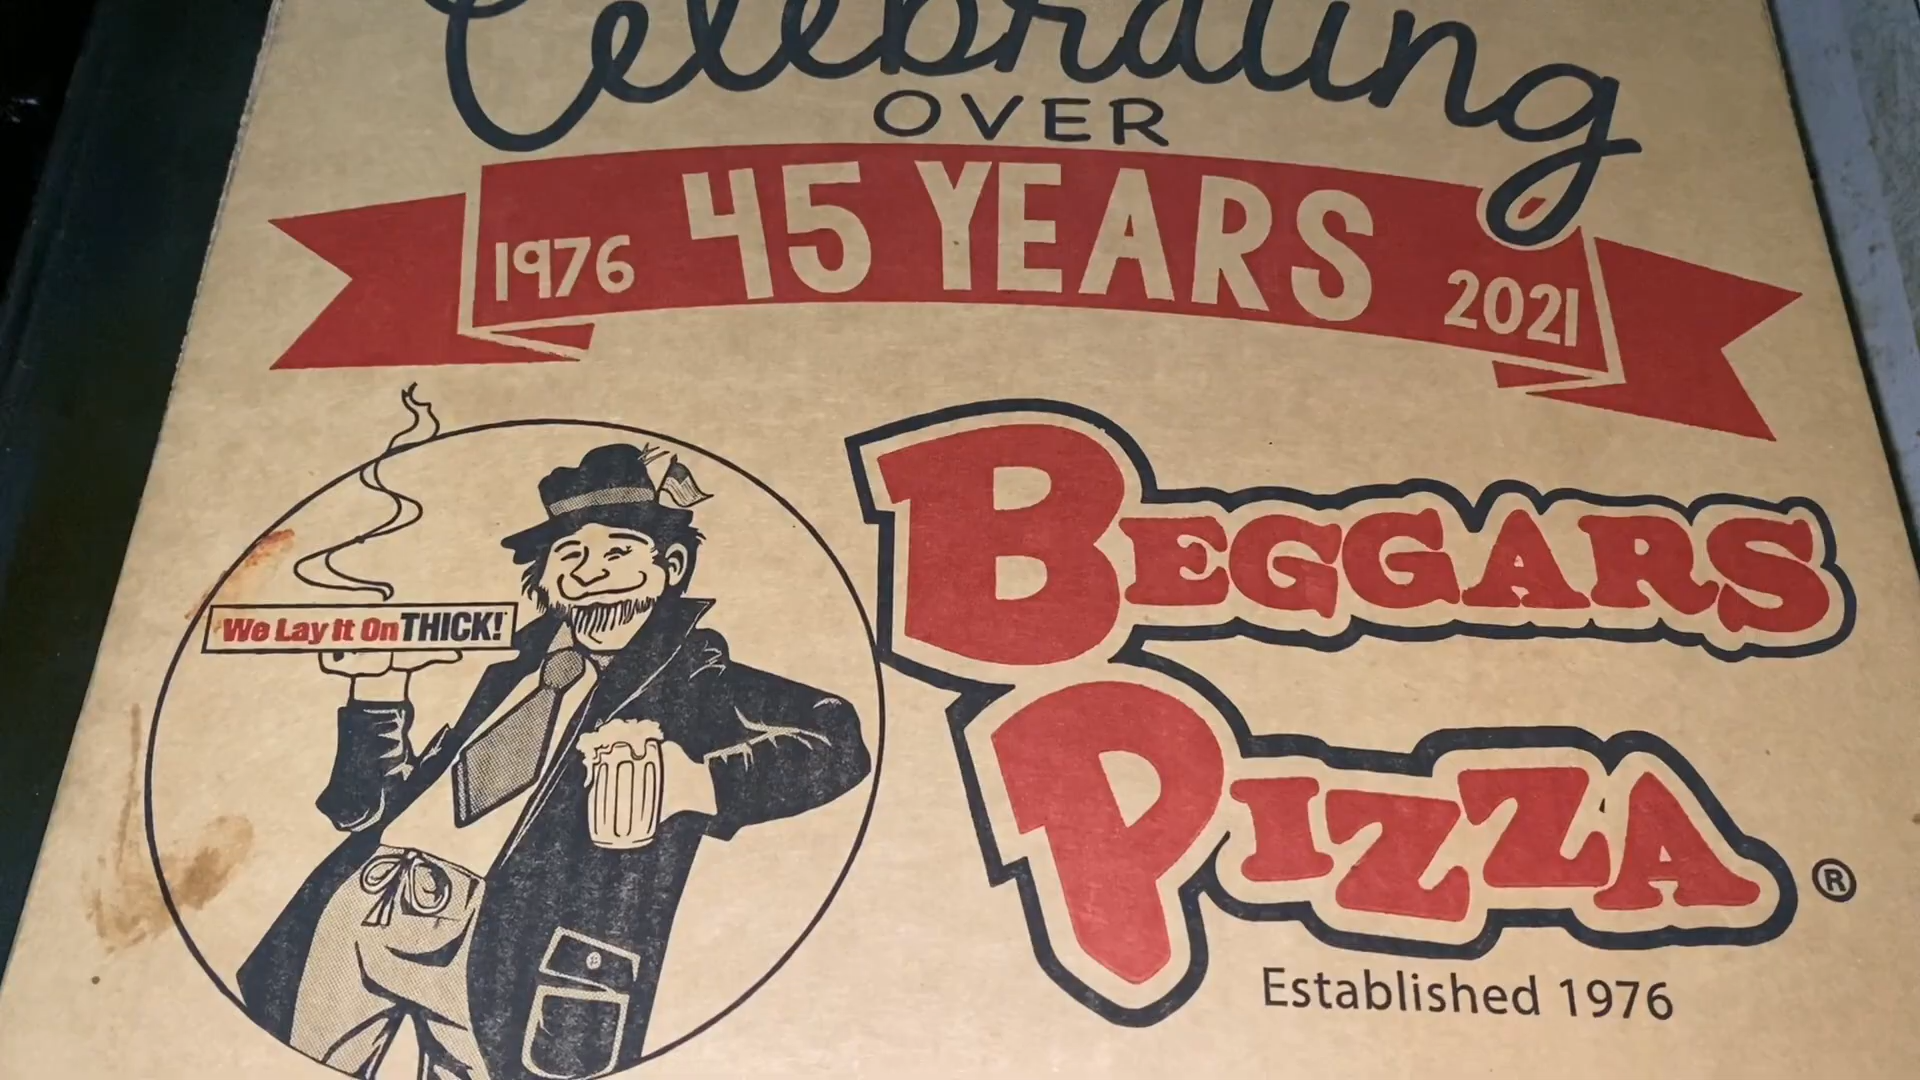 Celebrating
OVER
1976 45 YEARS 2021
We Lay It On THICK!
BEGGARS
PIZZA ®
Established 1976